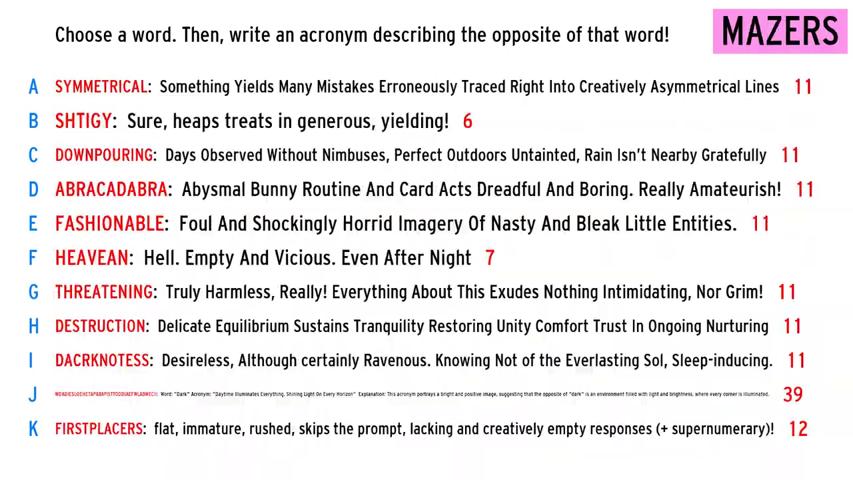 Choose a word. Then, write an acronym describing the opposite of that word!
MAZERS
A SYMMETRICAL: Something Yields Many Mistakes Erroneously Traced Right Into Creatively Asymmetrical Lines 11
B SHTIGY: Sure, heaps treats in generous, yielding! 6
C DOWNPOURING: Days Observed Without Nimbuses, Perfect Outdoors Untainted, Rain Isn't Nearby Gratefully 11
D ABRACADABRA: Abysmal Bunny Routine And Card Acts Dreadful And Boring. Really Amateurish! 11
E FASHIONABLE: Foul And Shockingly Horrid Imagery Of Nasty And Bleak Little Entities. 11
F HEAVEAN: Hell. Empty And Vicious. Even After Night 7
G THREATENING: Truly Harmless, Really! Everything About This Exudes Nothing Intimidating, Nor Grim! 11
H DESTRUCTION: Delicate Equilibrium Sustains Tranquility Restoring Unity Comfort Trust In Ongoing Nurturing 11
I DACRKNOTESS: Desireless, Although certainly Ravenous. Knowing Not of the Everlasting Sol, Sleep-inducing. 11
J Word: "Dark" Acronym: "Daytime Illuminates Everything, Shining Light On Every Horizon" Explanation: This acronym portrays a bright and positive image, suggesting that the opposite of "dark" is an environment filled with light and brightness, where every corner is illuminated. 39
K FIRSTPLACERS: flat, immature, rushed, skips the prompt, lacking and creatively empty responses (+ supernumerary)! 12